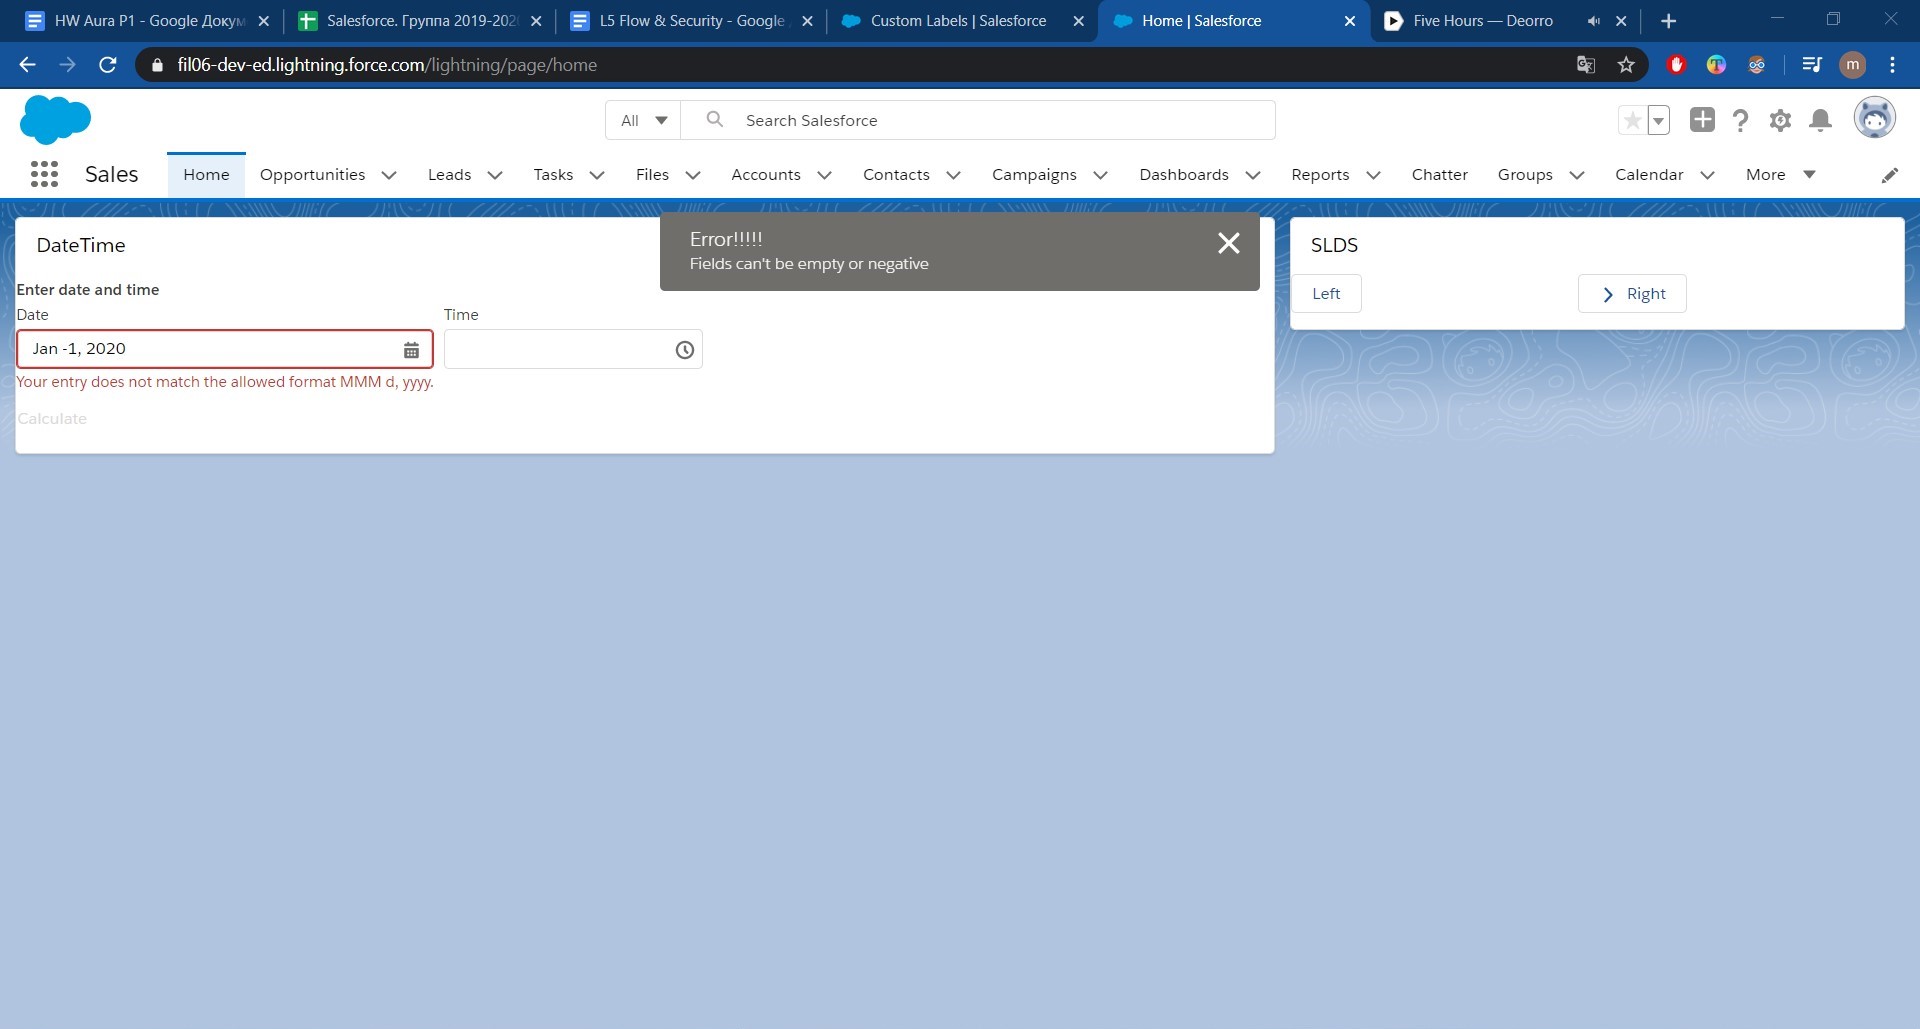 HW Aura P1 - Google Докум
Salesforce. Группа 2019-202
L5 Flow & Security - Google
Custom Labels | Salesforce
Home | Salesforce
Five Hours — Deorro
fil06-dev-ed.lightning.force.com/lightning/page/home
m
All
Search Salesforce
Sales
Home
Opportunities
Leads
Tasks
Files
Accounts
Contacts
Campaigns
Dashboards
Reports
Chatter
Groups
Calendar
More
DateTime
Error!!!!!
Fields can't be empty or negative
SLDS
Left
Right
Enter date and time
Date
Time
Jan -1, 2020
Your entry does not match the allowed format MMM d, yyyy.
Calculate